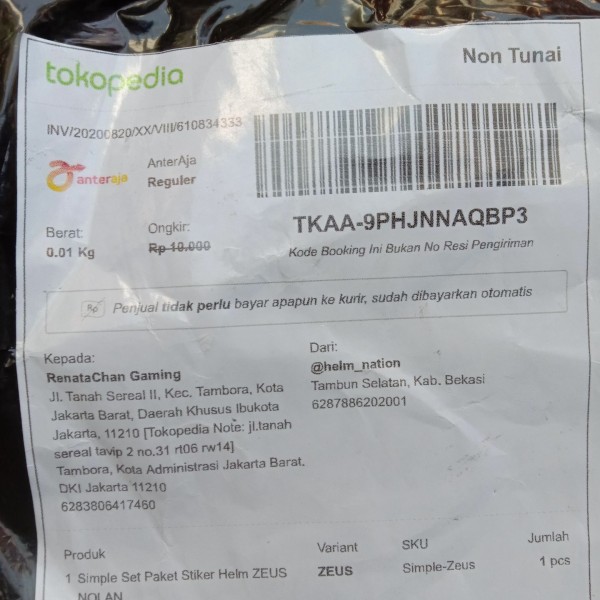 tokopedia
Non Tunai
INV/20200820/XX/VIII/610834333
anteraja
AnterAja
Reguler
Berat:
0.01 Kg
Ongkir:
Rp 10.000
TKAA-9PHJNNAQBP3
Kode Booking Ini Bukan No Resi Pengiriman
Rp Penjual tidak perlu bayar apapun ke kurir, sudah dibayarkan otomatis
Kepada:
RenataChan Gaming
Jl. Tanah Sereal II, Kec. Tambora, Kota
Jakarta Barat, Daerah Khusus Ibukota
Jakarta, 11210 [Tokopedia Note: jl.tanah
sereal tavip 2 no.31 rt06 rw14]
Tambora, Kota Administrasi Jakarta Barat.
DKI Jakarta 11210
6283806417460
Dari:
@helm_nation
Tambun Selatan, Kab. Bekasi
6287886202001
Produk Variant SKU Jumlah
1 Simple Set Paket Stiker Helm ZEUS ZEUS Simple-Zeus 1 pcs
NOLAN